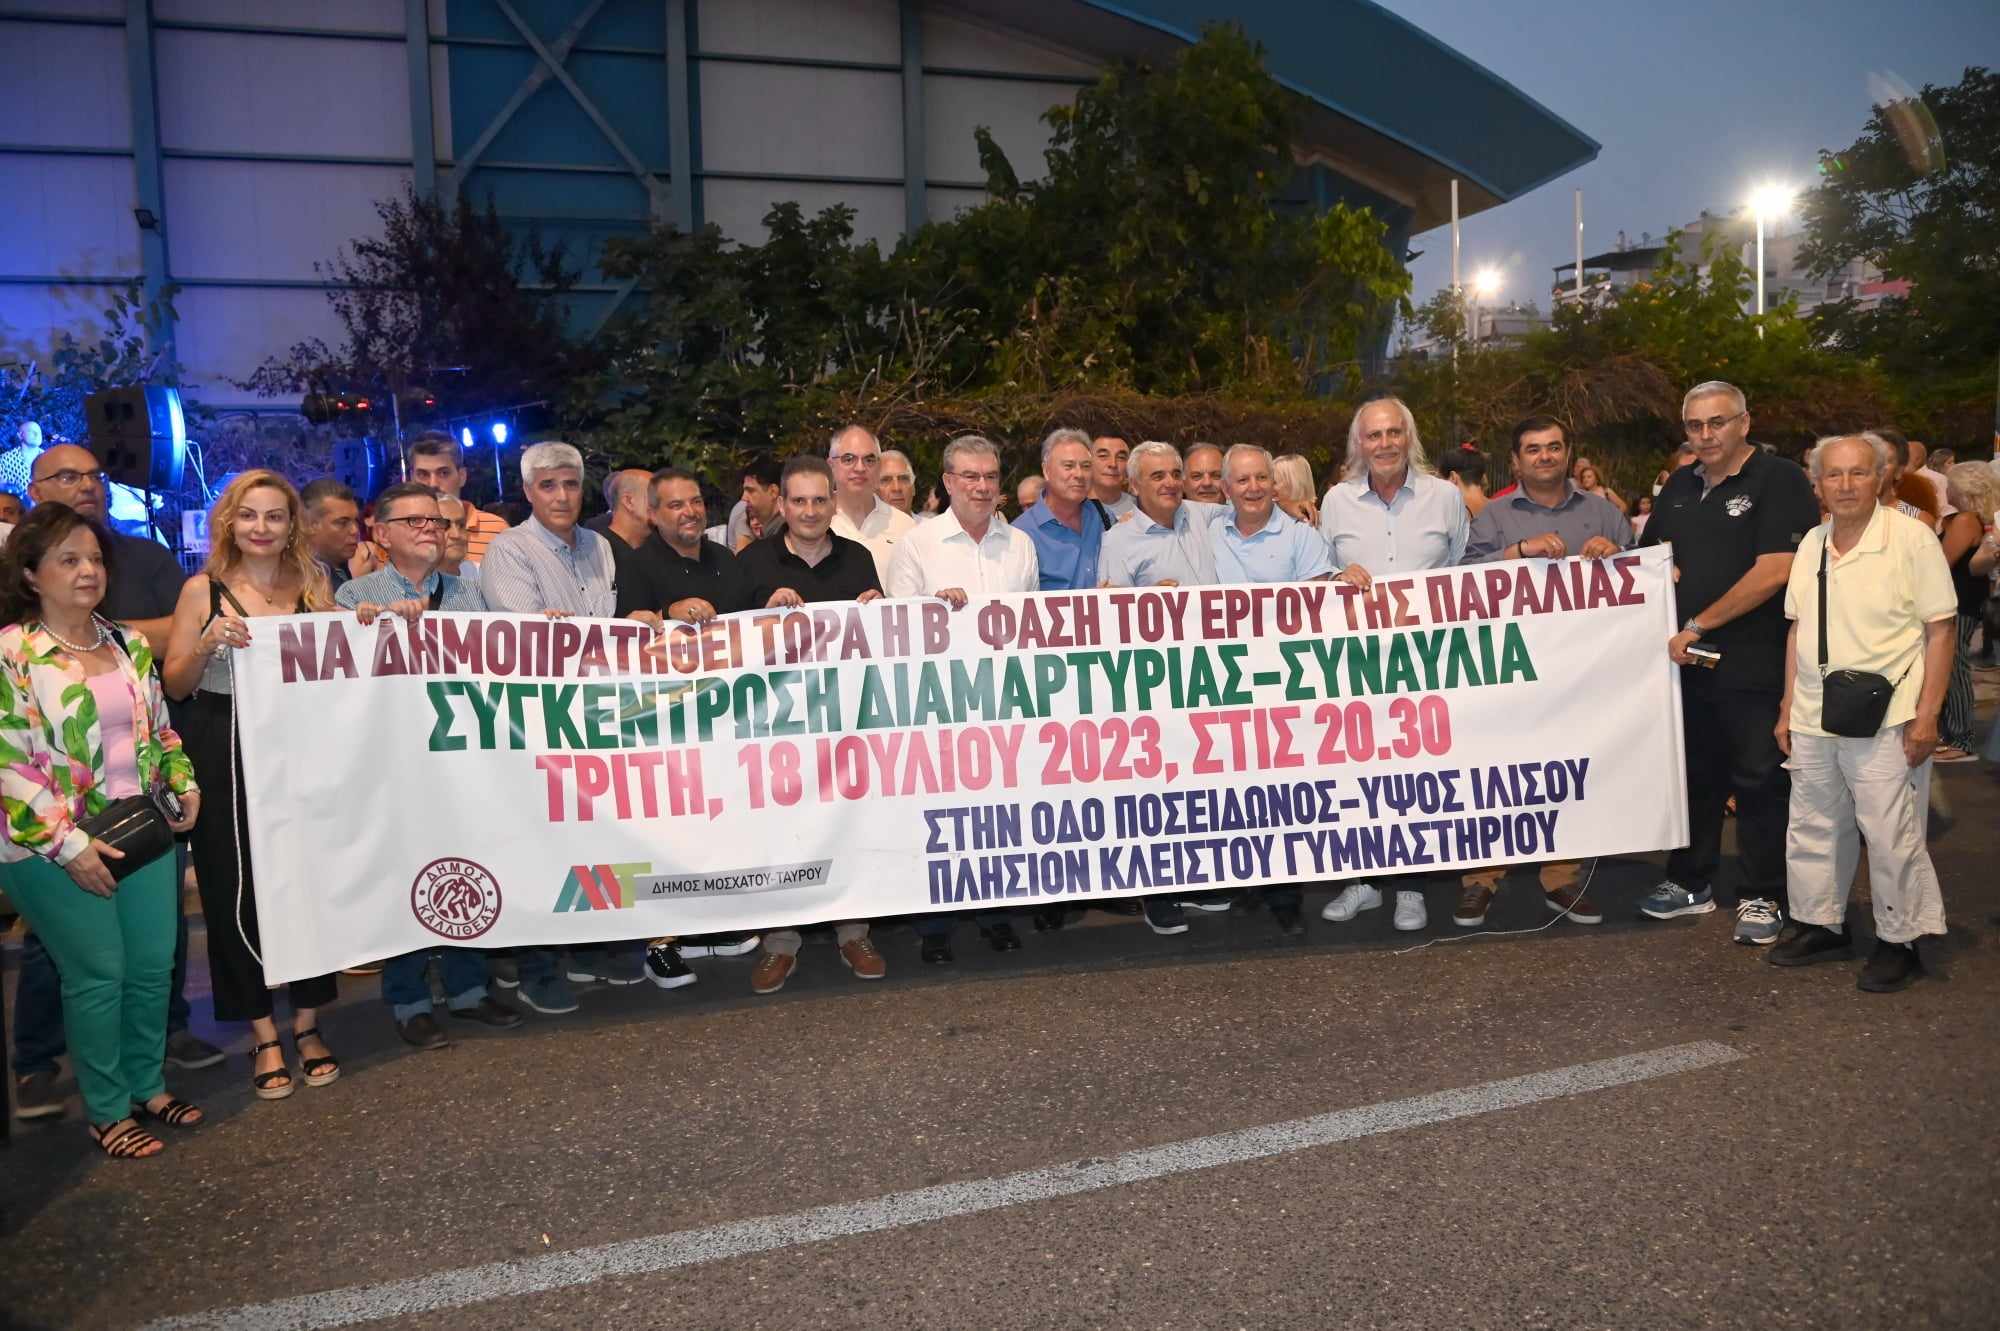 ΝΑ ΔΗΜΟΠΡΑΤΗΘΕΙ ΤΩΡΑ Η Β΄ ΦΑΣΗ ΤΟΥ ΕΡΓΟΥ ΤΗΣ ΠΑΡΑΛΙΑΣ
ΣΥΓΚΕΝΤΡΩΣΗ ΔΙΑΜΑΡΤΥΡΙΑΣ-ΣΥΝΑΥΛΙΑ
ΤΡΙΤΗ, 18 ΙΟΥΛΙΟΥ 2023, ΣΤΙΣ 20.30
ΣΤΗΝ ΟΔΟ ΠΟΣΕΙΔΩΝΟΣ-ΥΨΟΣ ΙΛΙΣΟΥ
ΠΛΗΣΙΟΝ ΚΛΕΙΣΤΟΥ ΓΥΜΝΑΣΤΗΡΙΟΥ
ΔΗΜΟΣ
ΚΑΛΛΙΘΕΑΣ
ΔΗΜΟΣ ΜΟΣΧΑΤΟΥ-ΤΑΥΡΟΥ